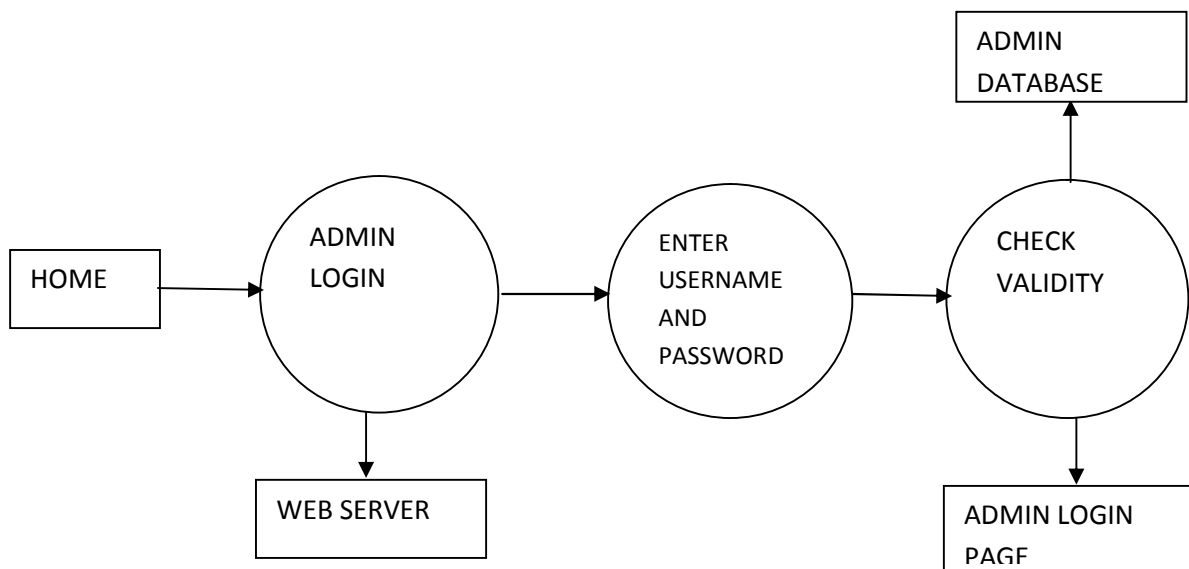 ADMIN
DATABASE
HOME
ADMIN
LOGIN
ENTER
USERNAME
AND
PASSWORD
CHECK
VALIDITY
WEB SERVER
ADMIN LOGIN
PAGE